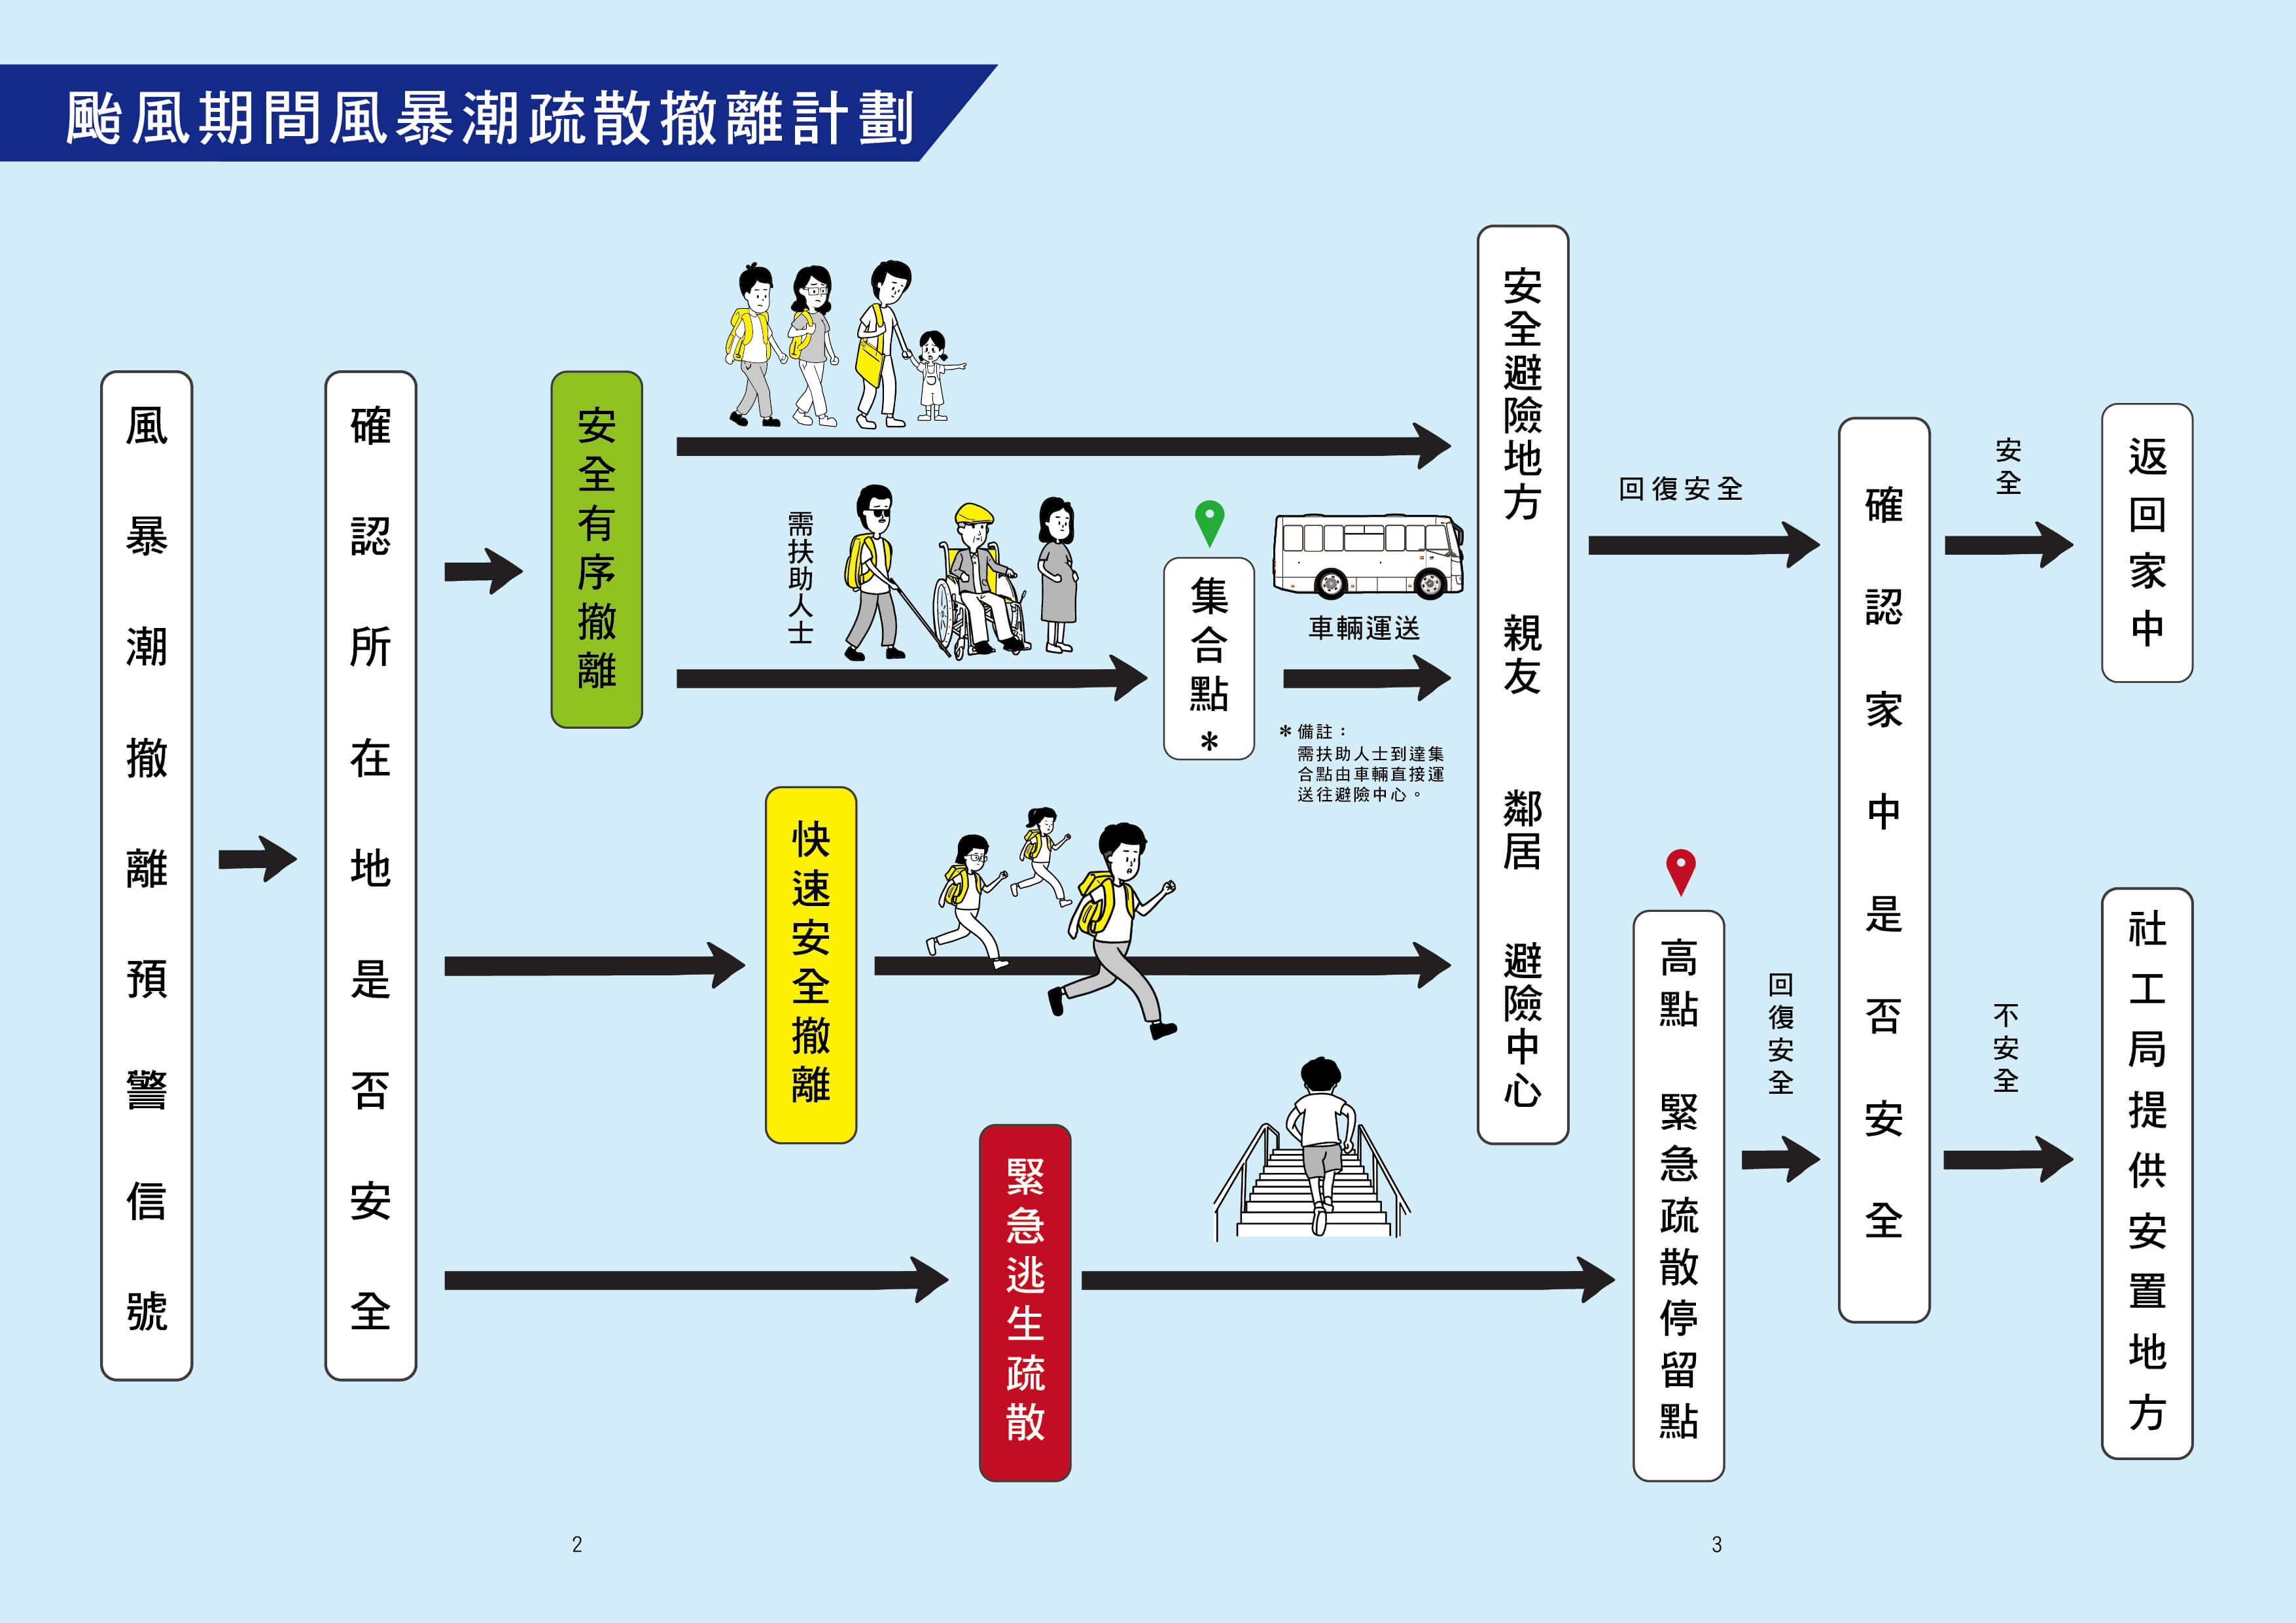 颱風期間風暴潮疏散撤離計劃
風暴潮撤離預警信號
確認所在地是否安全
安全有序撤離
需扶助人士
集合點*
車輛運送
*備註：
需扶助人士到達集
合點由車輛直接運
送往避險中心。
快速安全撤離
緊急逃生疏散
安全避險地方
親友
鄰居
避險中心
回復安全
高點
緊急疏散停留點
回復安全
確認家中是否安全
安全
返回家中
不安全
社工局提供安置地方
2
3